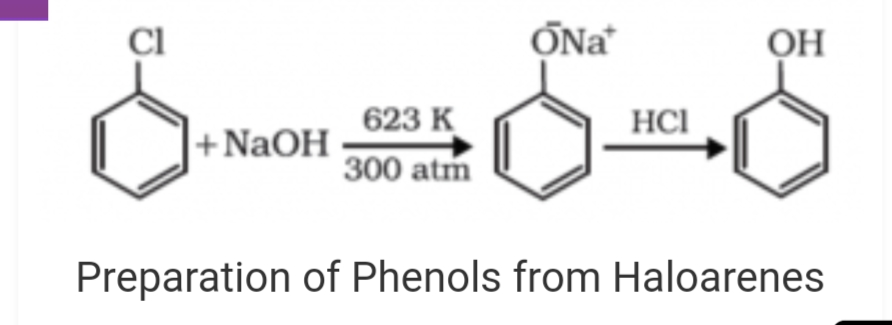 Cl ŌNa⁺ OH
+NaOH 623 K HCl
300 atm
Preparation of Phenols from Haloarenes